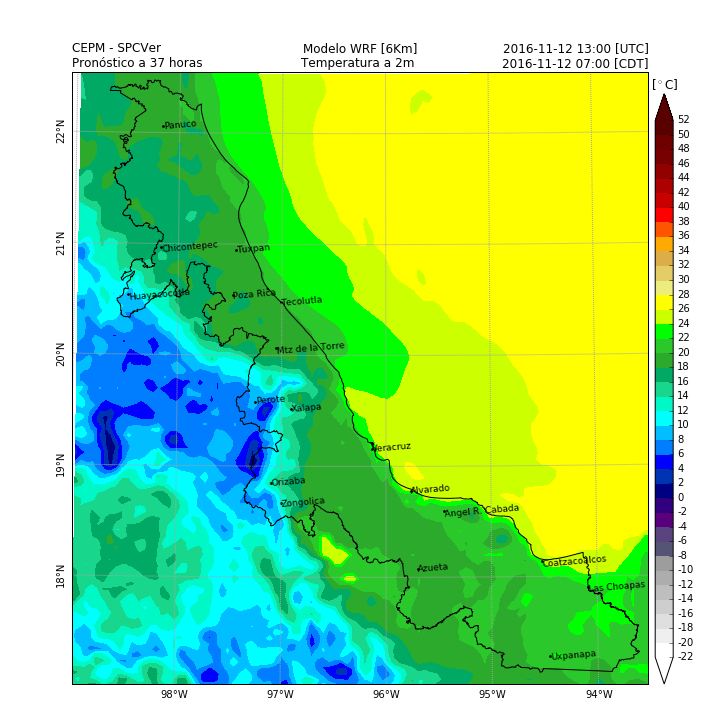 CEPM - SPCVer
Modelo WRF [6Km]
2016-11-12 13:00 [UTC]
Pronóstico a 37 horas
Temperatura a 2m
2016-11-12 07:00 [CDT]
[°C]
52
50
48
46
44
42
40
38
36
34
32
30
28
26
24
22
20
18
16
14
12
10
8
6
4
2
0
-2
-4
-6
-8
-10
-12
-14
-16
-18
-20
-22
22°N
21°N
20°N
19°N
18°N
Panuco
Chicontepec
Tuxpan
Huayacocotla
Poza Rica
Tecolutla
Mtz de la Torre
Perote
Xalapa
Veracruz
Orizaba
Alvarado
Zongolica
Angel R. Cabada
Azueta
Coatzacoalcos
Las Choapas
Uxpanapa
98°W
97°W
96°W
95°W
94°W